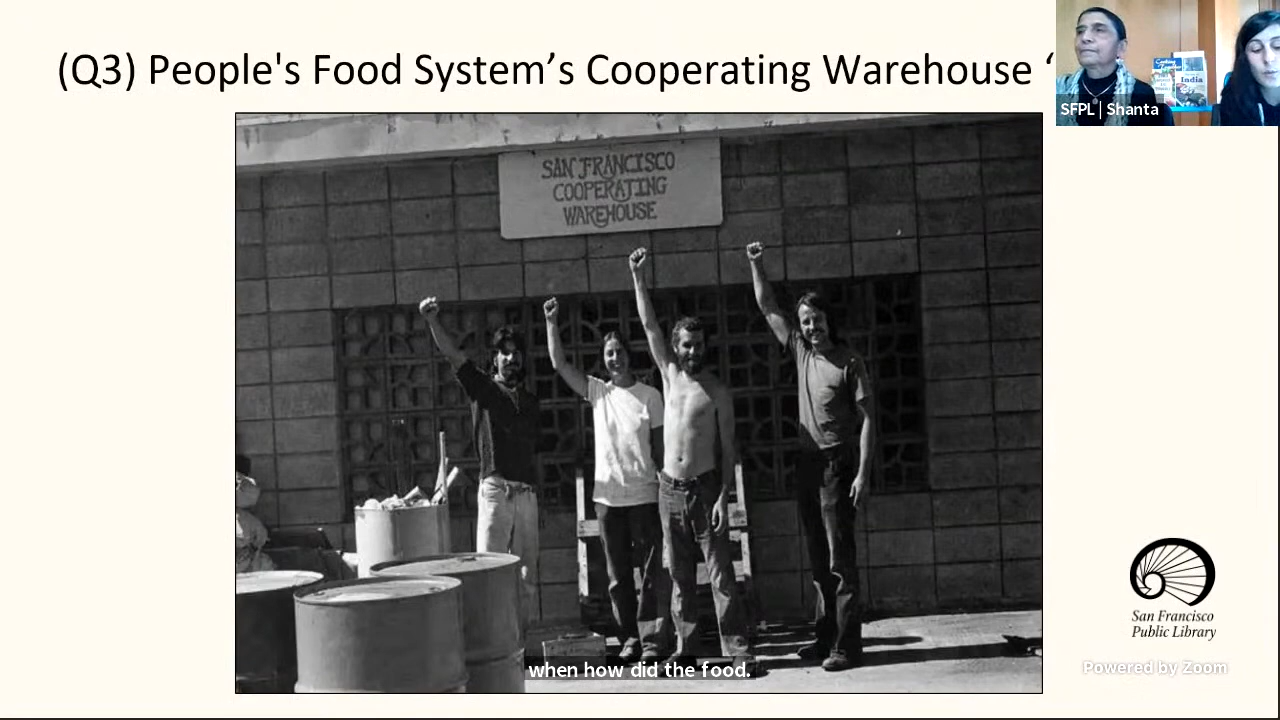 (Q3) People's Food System’s Cooperating Warehouse ‘
SFPL | Shanta
India
SAN FRANCISCO
COOPERATING
WAREHOUSE
San Francisco
Public Library
when how did the food.
Powered by Zoom